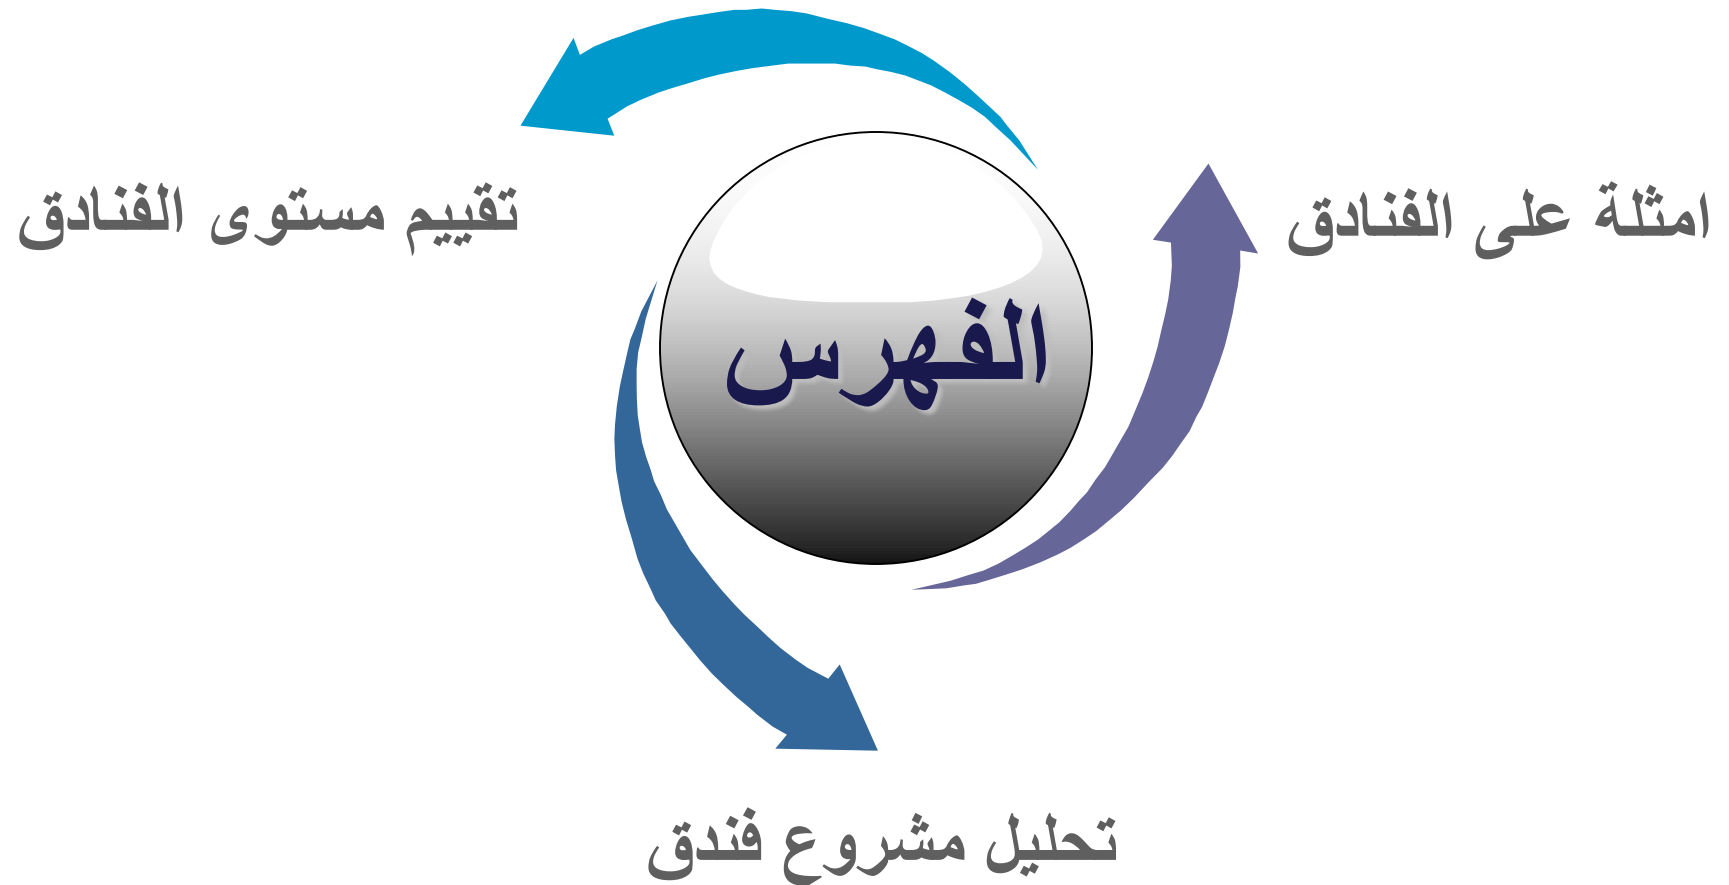 امثلة على الفنادق
تقييم مستوى الفنادق
الفهرس
تحليل مشروع فندق